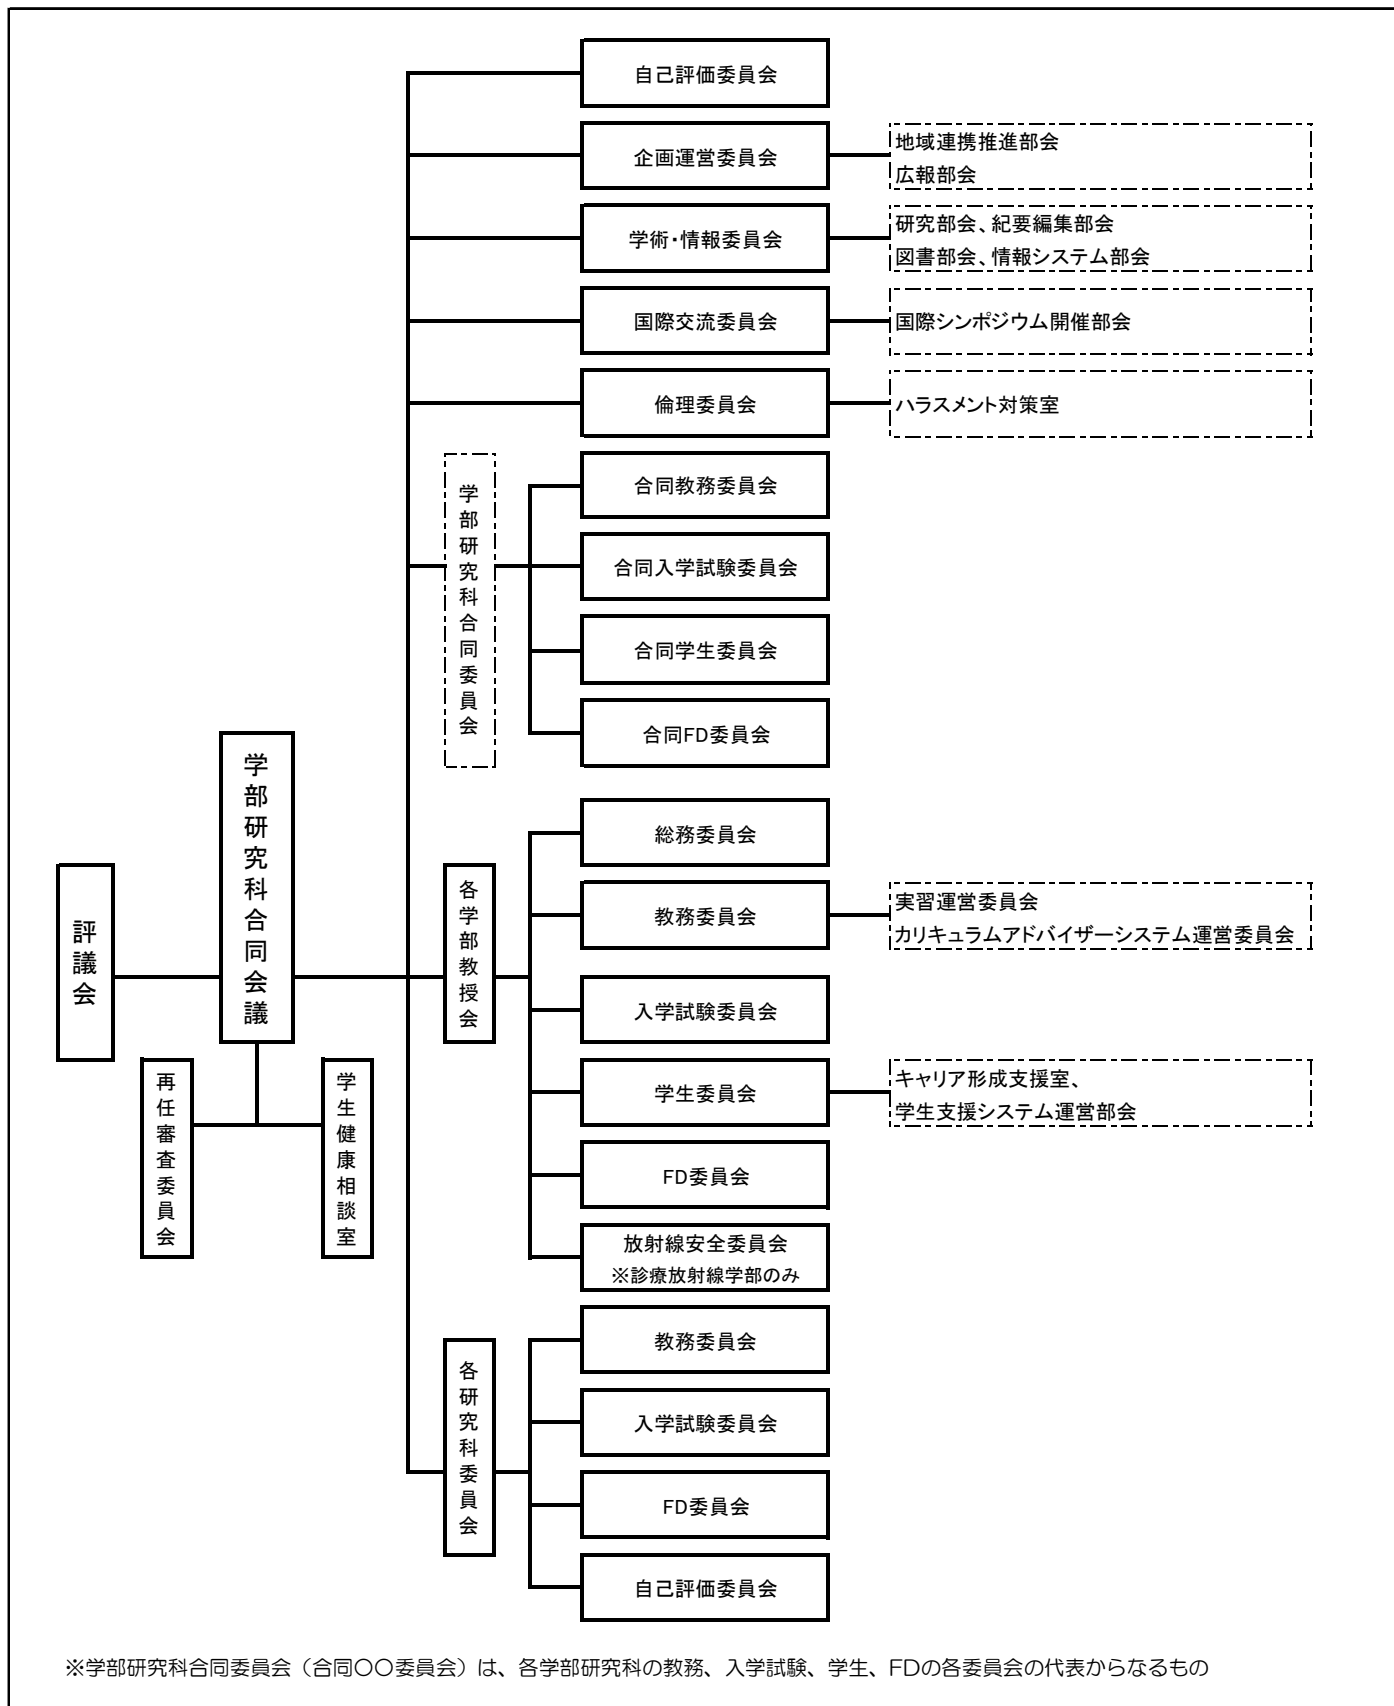 自己評価委員会
企画運営委員会
地域連携推進部会
広報部会
学術・情報委員会
研究部会、紀要編集部会
図書部会、情報システム部会
国際交流委員会
国際シンポジウム開催部会
倫理委員会
ハラスメント対策室
学部研究科合同委員会
合同教務委員会
合同入学試験委員会
合同学生委員会
合同FD委員会
評議会
学部研究科合同会議
再任審査委員会
学生健康相談室
各学部教授会
総務委員会
教務委員会
実習運営委員会
カリキュラムアドバイザーシステム運営委員会
入学試験委員会
学生委員会
キャリア形成支援室、
学生支援システム運営部会
FD委員会
放射線安全委員会
※診療放射線学部のみ
各研究科委員会
教務委員会
入学試験委員会
FD委員会
自己評価委員会
※学部研究科合同委員会（合同〇〇委員会）は、各学部研究科の教務、入学試験、学生、FDの各委員会の代表からなるもの